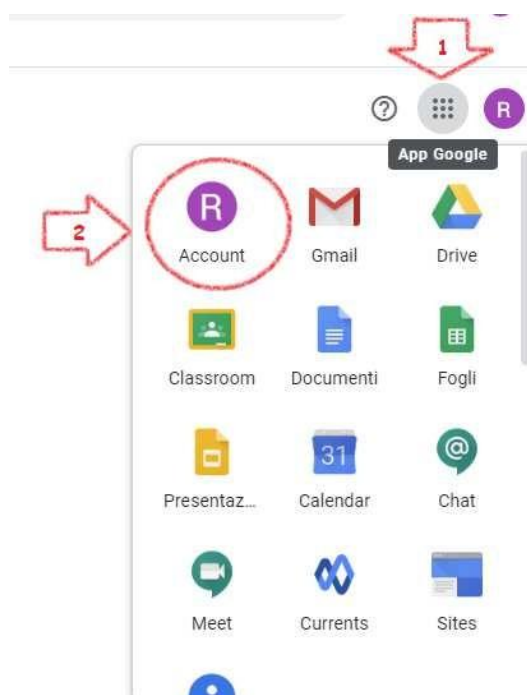 1
R
App Google
2
R
Account
Gmail
Drive
Classroom
Documenti
Fogli
31
@
Presentaz...
Calendar
Chat
Meet
Currents
Sites